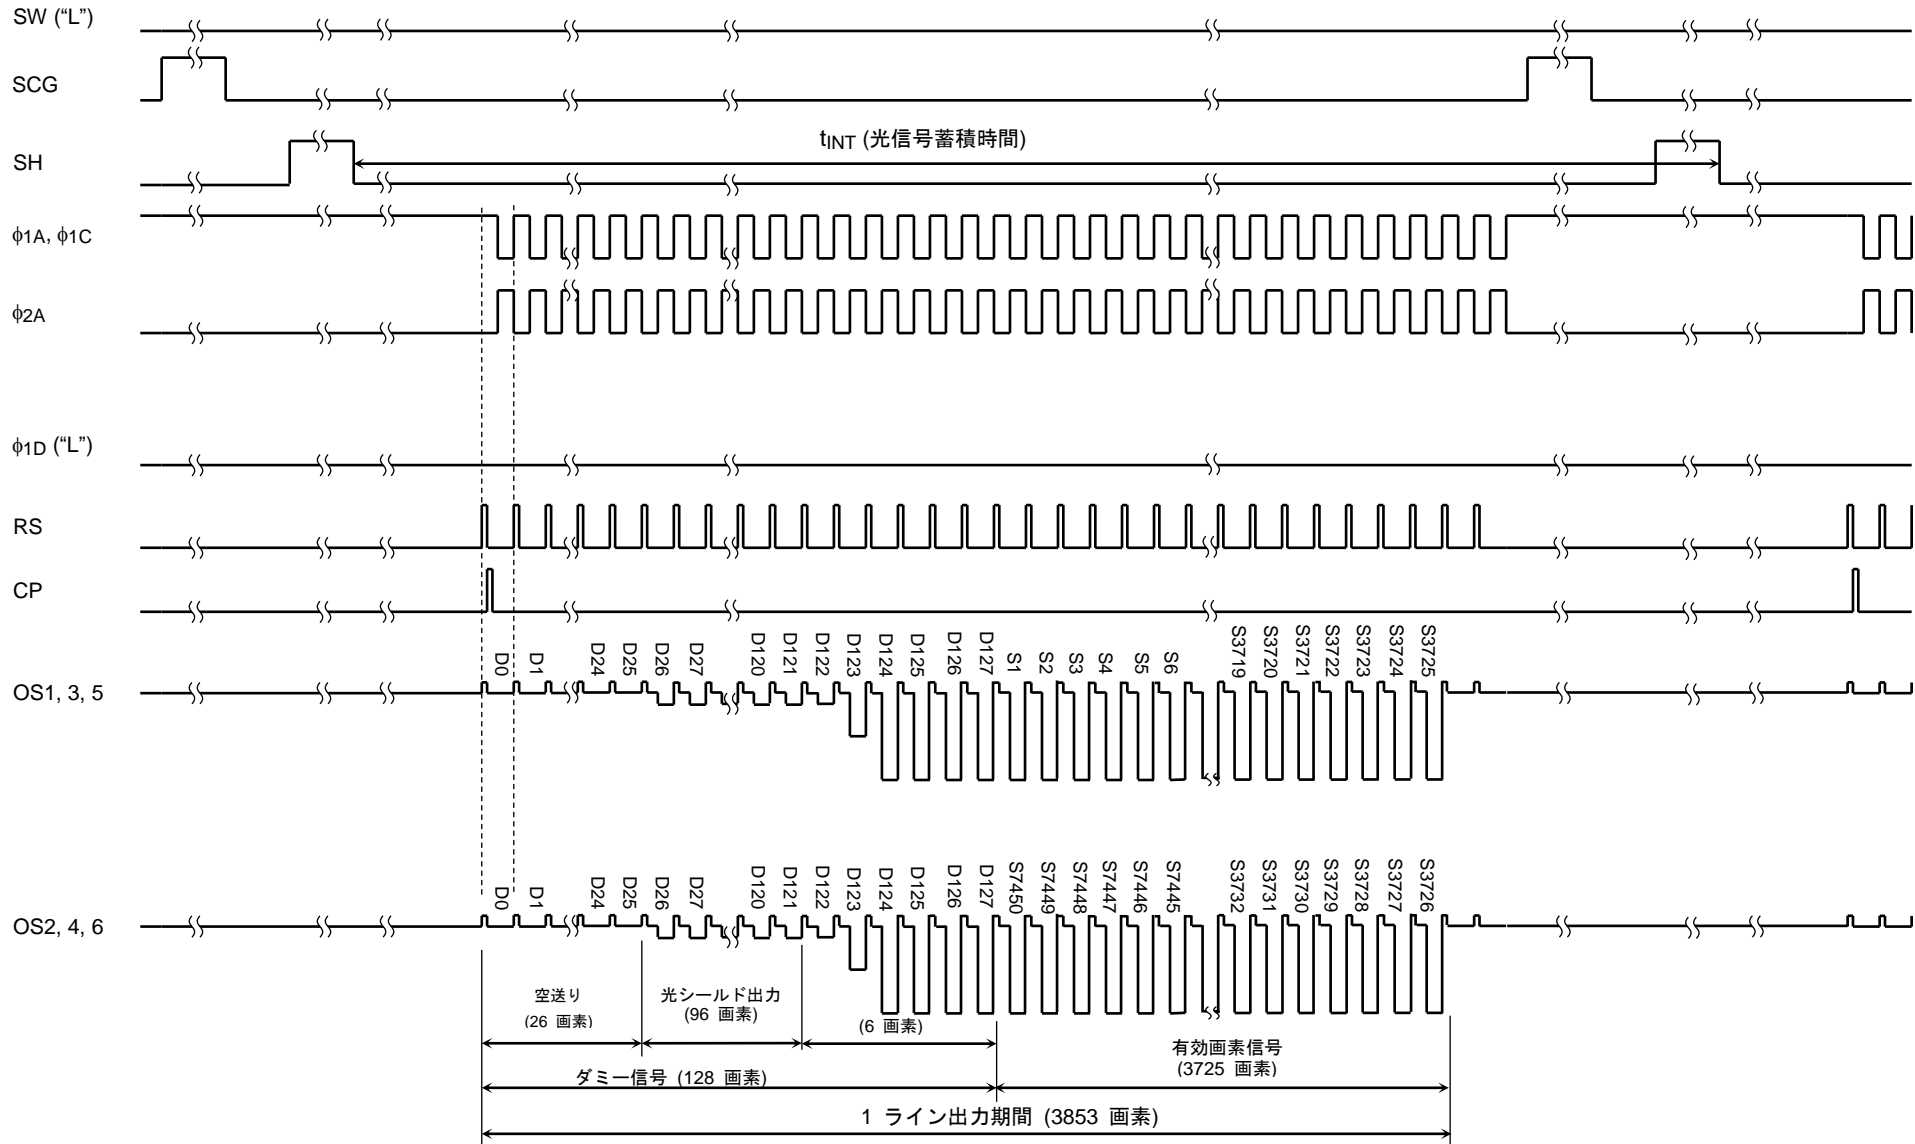 SW (“L”)
SCG
SH
tINT (光信号蓄積時間)
ϕ1A, ϕ1C
ϕ2A
ϕ1D (“L”)
RS
CP
D0 D1 D24 D25 D26 D27 D120 D121 D122 D123 D124 D125 D126 D127 S1 S2 S3 S4 S5 S6 S3719 S3720 S3721 S3722 S3723 S3724 S3725
OS1, 3, 5
D0 D1 D24 D25 D26 D27 D120 D121 D122 D123 D124 D125 D126 D127 S7450 S7449 S7448 S7447 S7446 S7445 S3732 S3731 S3730 S3729 S3728 S3727 S3726
OS2, 4, 6
空送り
(26 画素)
光シールド出力
(96 画素)
(6 画素)
有効画素信号
(3725 画素)
ダミー信号 (128 画素)
1 ライン出力期間 (3853 画素)